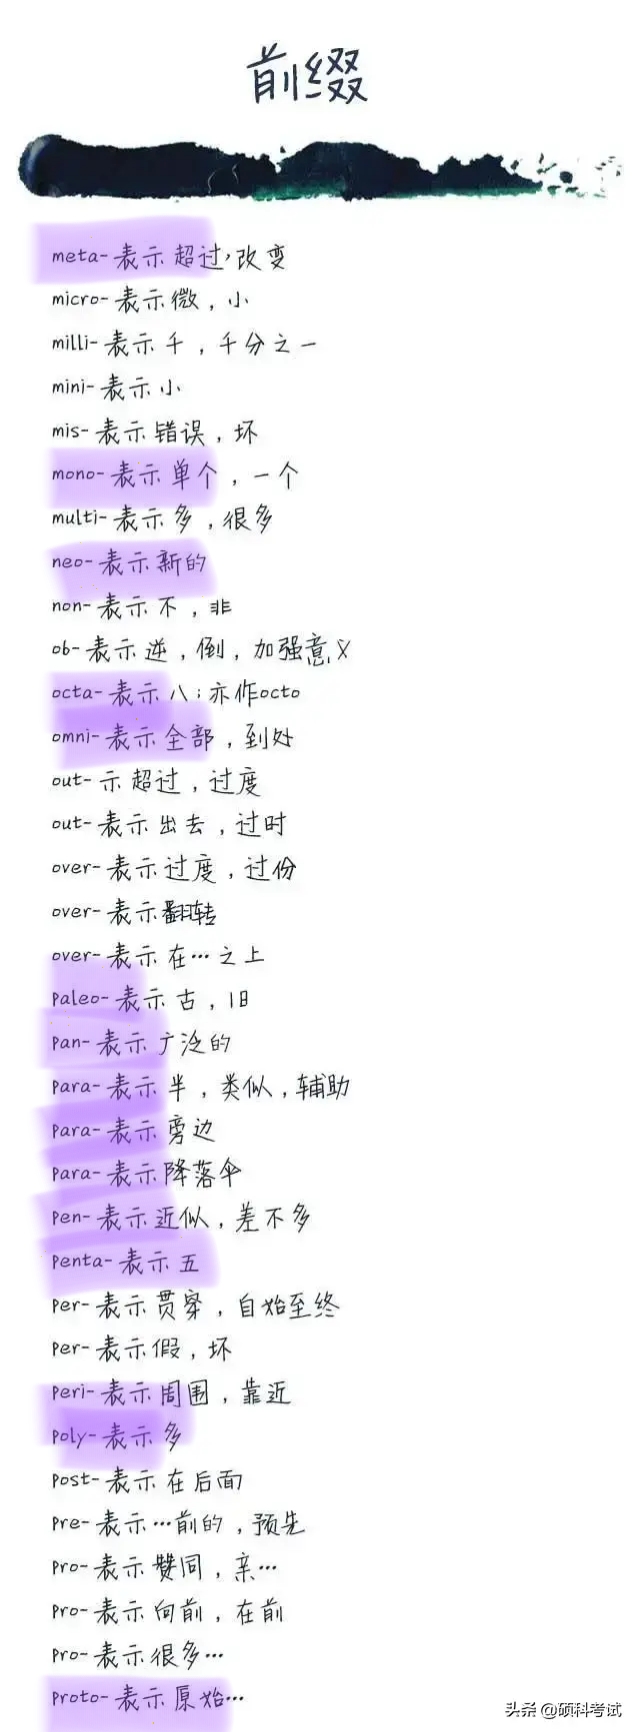 前缀
meta-表示超过,改变
micro-表示微，小
milli-表示千，千分之一
mini-表示小
mis-表示错误，坏
mono-表示单个，一个
multi-表示多，很多
neo-表示新的
non-表示不，非
ob-表示逆，倒，加强意义
octa-表示八;亦作octo
omni-表示全部，到处
out-示超过，过度
out-表示出去，过时
over-表示过度，过份
over-表示翻转
over-表示在…之上
paleo-表示古，旧
pan-表示广泛的
para-表示半，类似，辅助
para-表示旁边
para-表示降落伞
pen-表示近似，差不多
penta-表示五
per-表示贯穿，自始至终
per-表示假，坏
peri-表示周围，靠近
poly-表示多
post-表示在后面
pre-表示…前的，预先
pro-表示赞同，亲…
pro-表示向前，在前
pro-表示很多…
proto-表示原始…
头条 @硕科考试